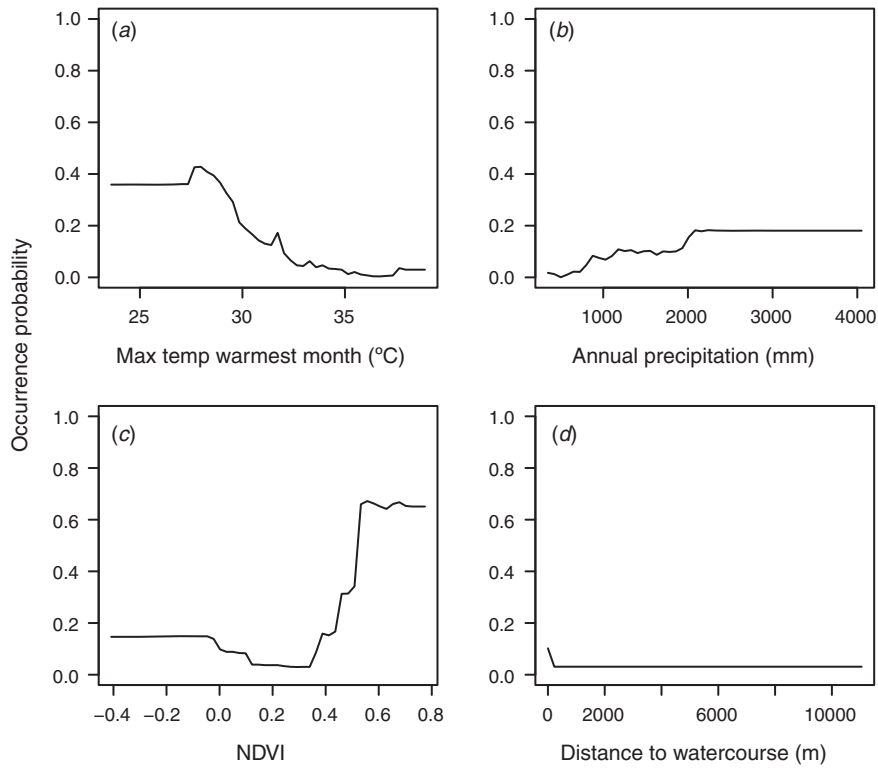 Occurrence probability
(a)
1.0
0.8
0.6
0.4
0.2
0.0
25 30 35
Max temp warmest month (ºC)
(b)
1.0
0.8
0.6
0.4
0.2
0.0
1000 2000 3000 4000
Annual precipitation (mm)
(c)
1.0
0.8
0.6
0.4
0.2
0.0
−0.4 −0.2 0.0 0.2 0.4 0.6 0.8
NDVI
(d)
1.0
0.8
0.6
0.4
0.2
0.0
0 2000 6000 10000
Distance to watercourse (m)